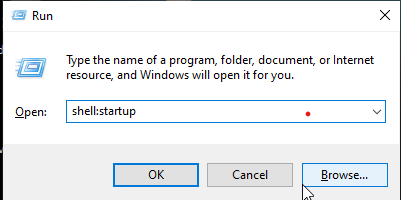 Run
Type the name of a program, folder, document, or Internet
resource, and Windows will open it for you.
Open: shell:startup
OK Cancel Browse...